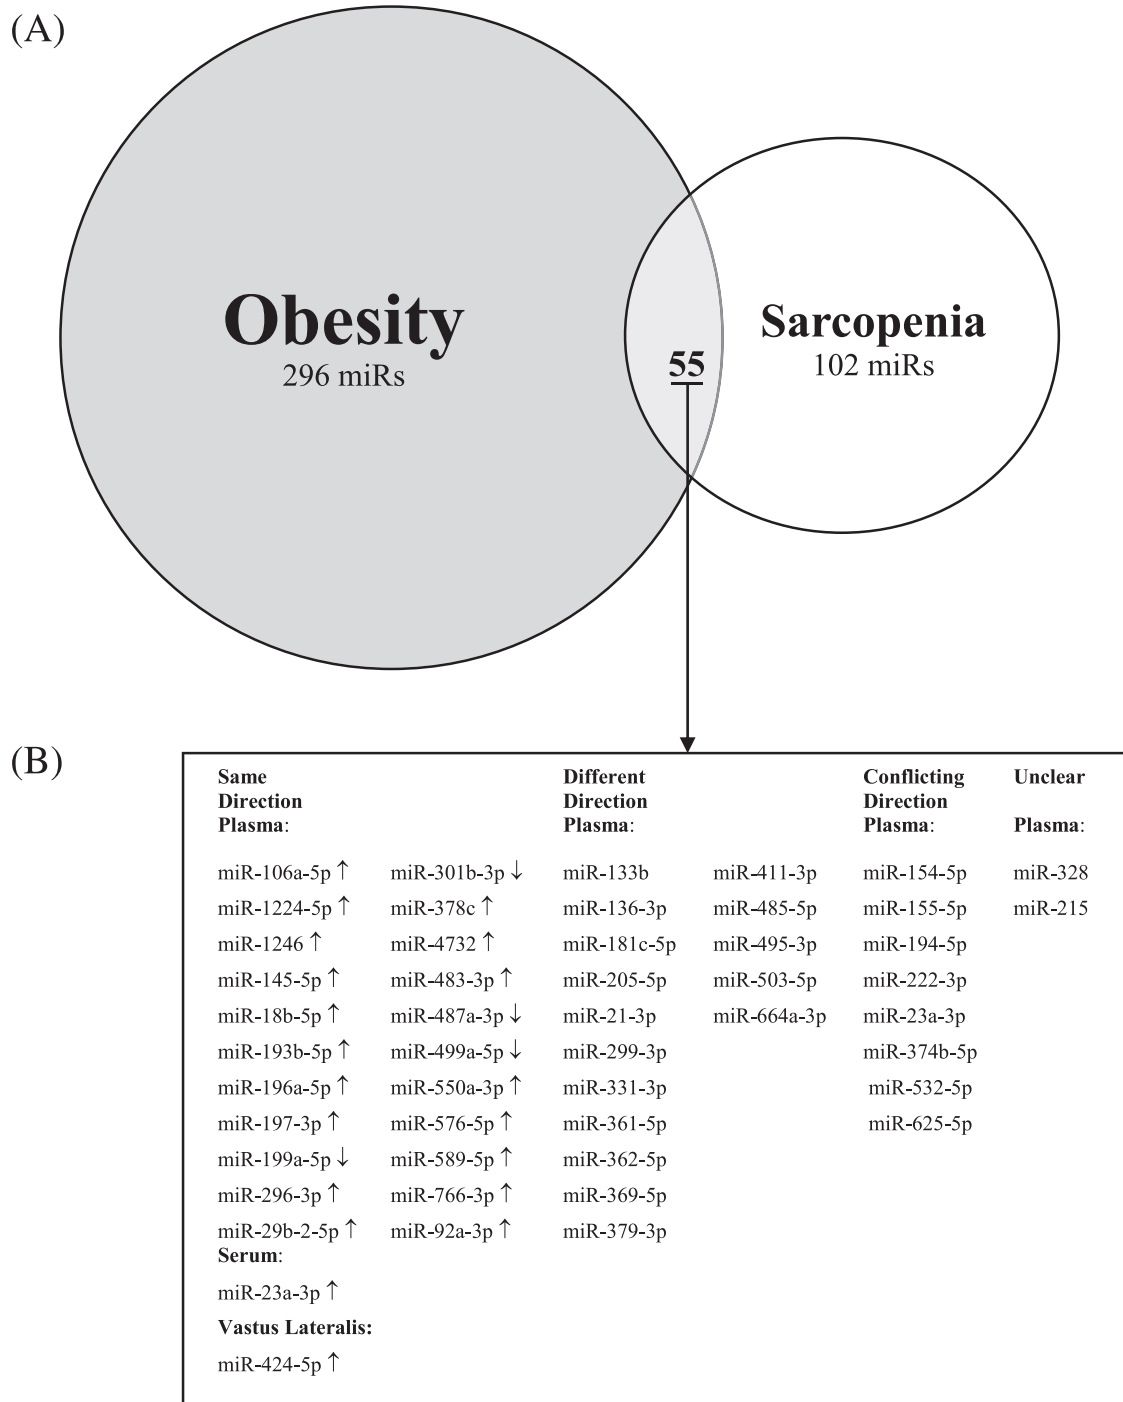 (A)
Obesity
296 miRs
Sarcopenia
102 miRs
55
(B)
Same Direction Plasma:
miR-106a-5p ↑
miR-1224-5p ↑
miR-1246 ↑
miR-145-5p ↑
miR-18b-5p ↑
miR-193b-5p ↑
miR-196a-5p ↑
miR-197-3p ↑
miR-199a-5p ↓
miR-296-3p ↑
miR-29b-2-5p ↑
miR-301b-3p ↓
miR-378c ↑
miR-4732 ↑
miR-483-3p ↑
miR-487a-3p ↓
miR-499a-5p ↓
miR-550a-3p ↑
miR-576-5p ↑
miR-589-5p ↑
miR-766-3p ↑
miR-92a-3p ↑
Serum:
miR-23a-3p ↑
Vastus Lateralis:
miR-424-5p ↑
Different
Direction
Plasma:
miR-133b
miR-136-3p
miR-181c-5p
miR-205-5p
miR-21-3p
miR-299-3p
miR-331-3p
miR-361-5p
miR-362-5p
miR-369-5p
miR-379-3p
miR-411-3p
miR-485-5p
miR-495-3p
miR-503-5p
miR-664a-3p
Conflicting
Direction
Plasma:
miR-154-5p
miR-155-5p
miR-194-5p
miR-222-3p
miR-23a-3p
miR-374b-5p
miR-532-5p
miR-625-5p
Unclear
Plasma:
miR-328
miR-215